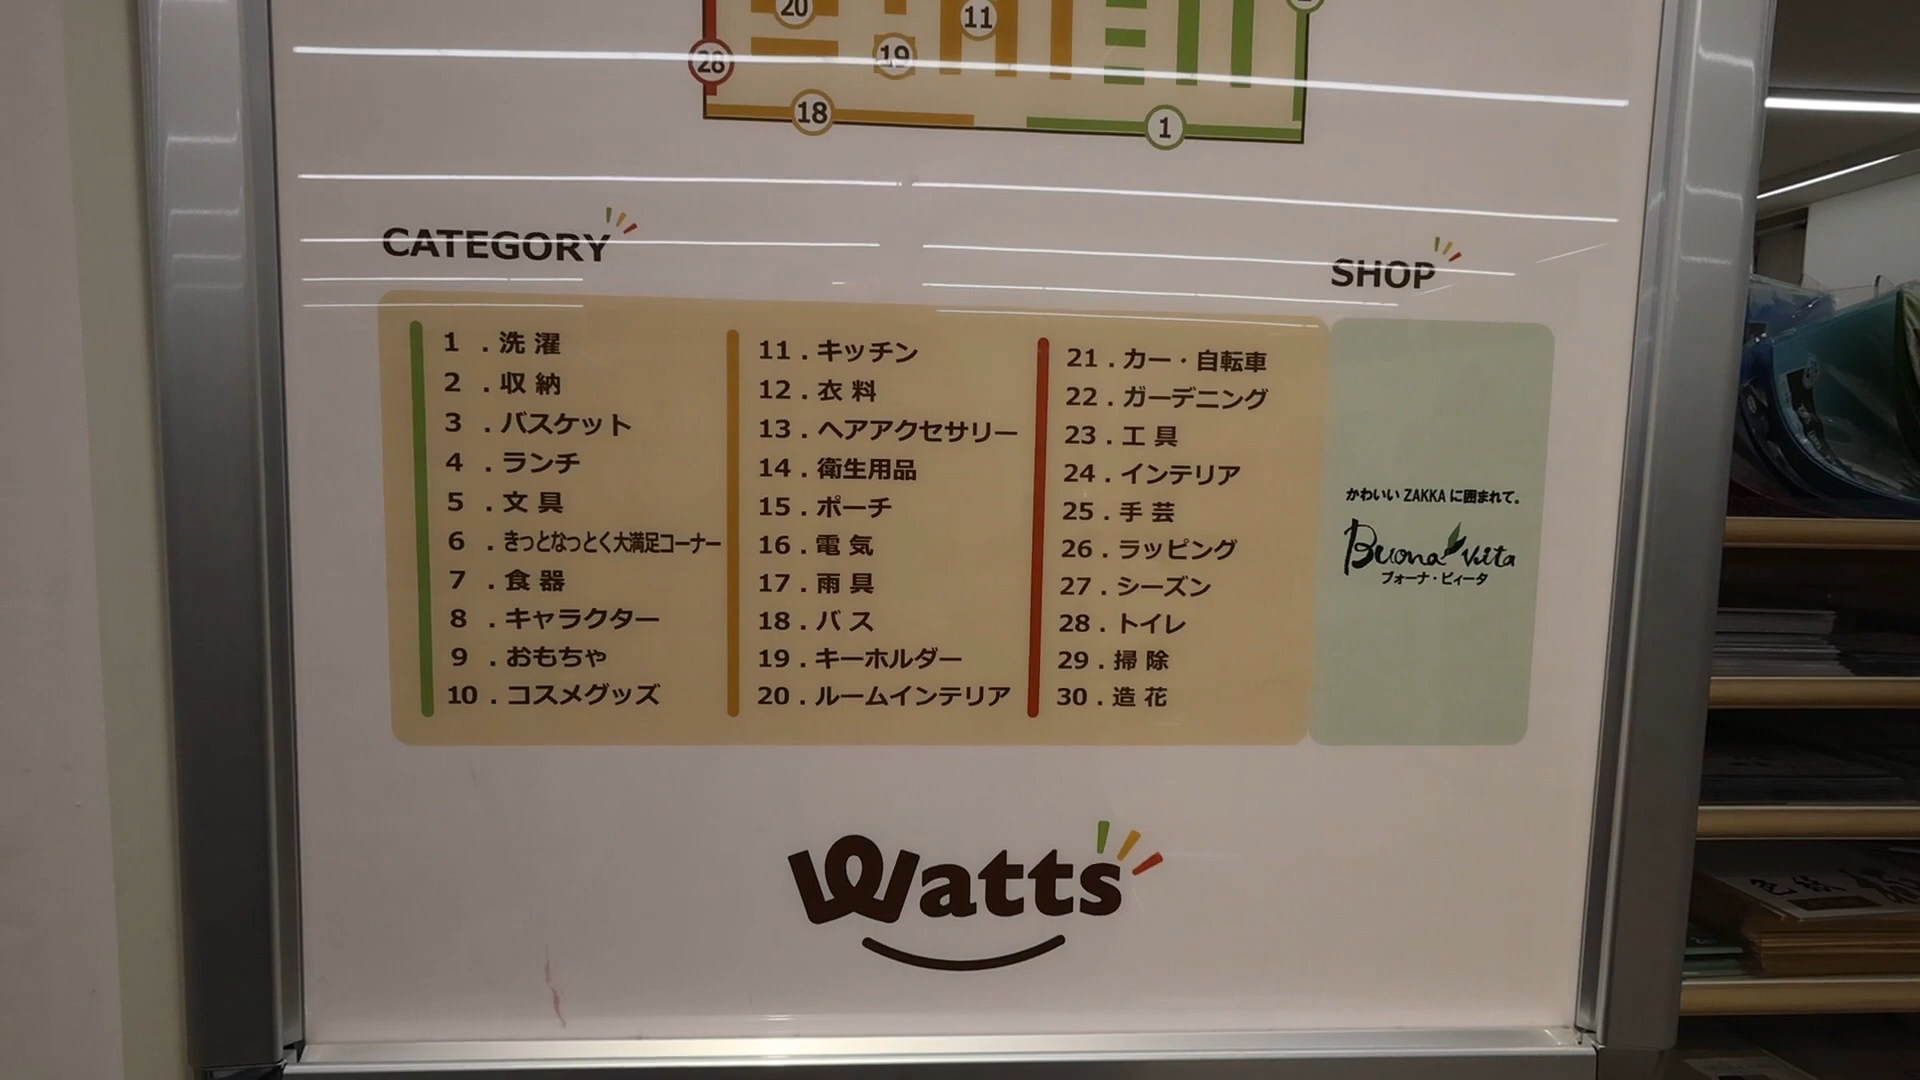 20
11
19
28
18
1
CATEGORY
1 . 洗 濯
2 . 収 納
3 . バスケット
4 . ランチ
5 . 文 具
6 . きっとなっとく大満足コーナー
7 . 食 器
8 . キャラクター
9 . おもちゃ
10 . コスメグッズ
11 . キッチン
12 . 衣 料
13 . ヘアアクセサリー
14 . 衛生用品
15 . ポーチ
16 . 電 気
17 . 雨 具
18 . バ ス
19 . キーホルダー
20 . ルームインテリア
21 . カー・自転車
22 . ガーデニング
23 . 工 具
24 . インテリア
25 . 手 芸
26 . ラッピング
27 . シーズン
28 . トイレ
29 . 掃 除
30 . 造 花
SHOP
かわいい ZAKKA に囲まれて。
Buona Vita
ブォーナ・ビィータ
Watts